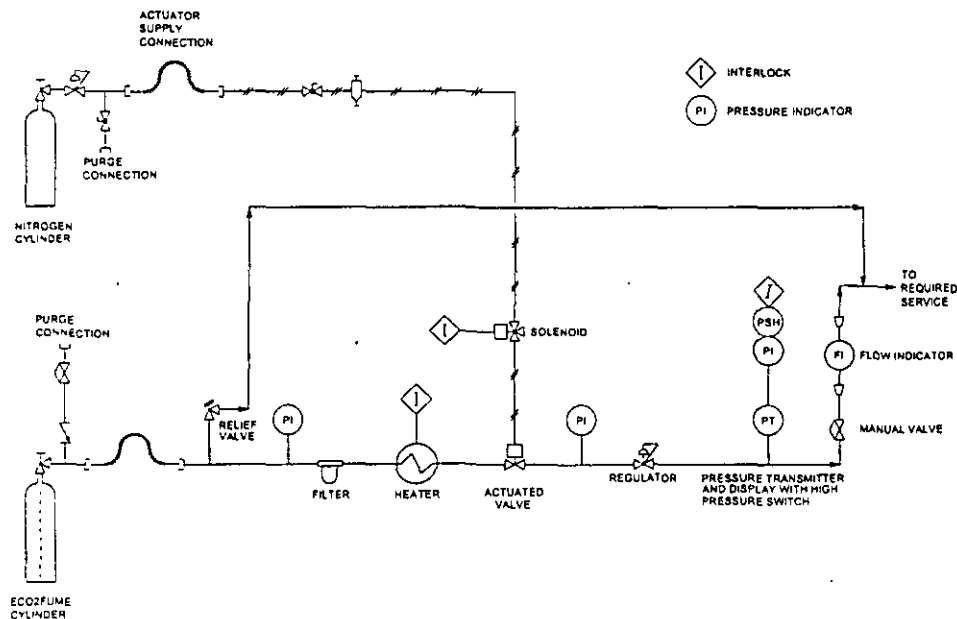 ACTUATOR
SUPPLY
CONNECTION
I
INTERLOCK
PI
PRESSURE INDICATOR
PURGE
CONNECTION
NITROGEN
CYLINDER
TO
REQUIRED
SERVICE
PURGE
CONNECTION
I
SOLENOID
I
PSH
PI
FI
FLOW INDICATOR
I
RELIEF
VALVE
PI
PI
PT
MANUAL VALVE
FILTER
HEATER
ACTUATED
VALVE
REGULATOR
PRESSURE TRANSMITTER
AND DISPLAY WITH HIGH
PRESSURE SWITCH
ECO2FUME
CYLINDER